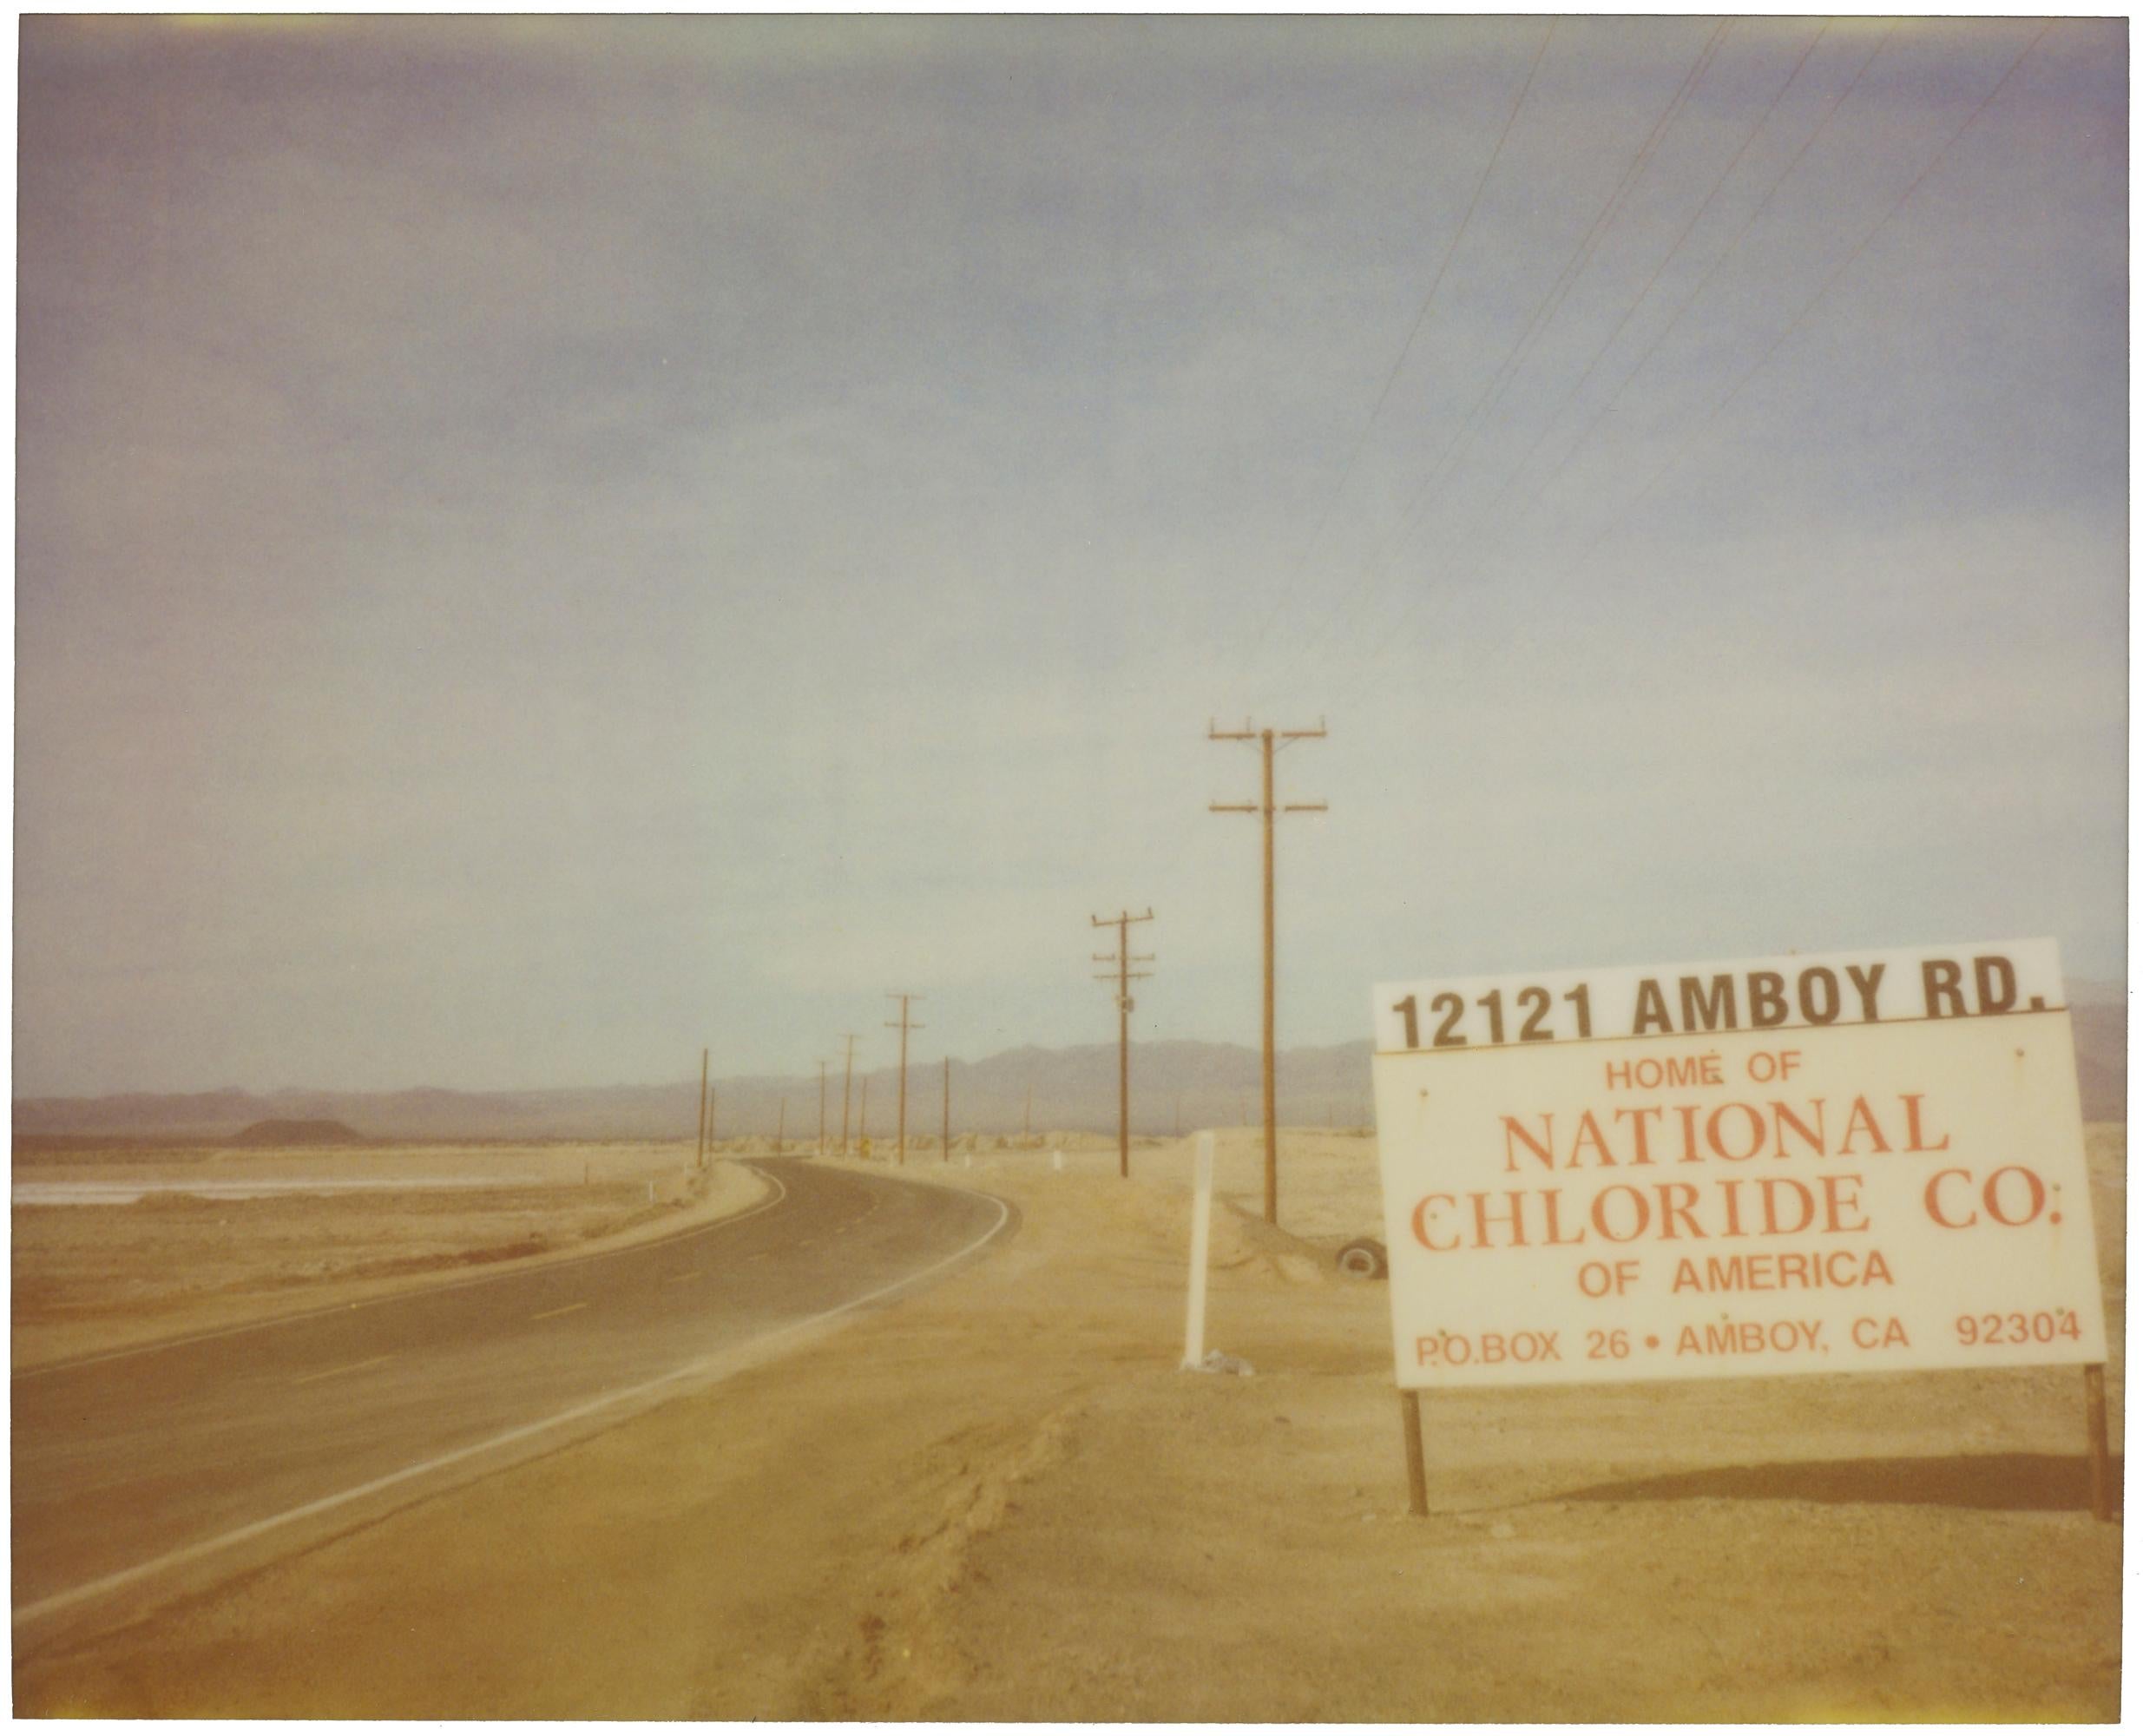 12121 AMBOY RD.
HOME OF
NATIONAL
CHLORIDE CO.
OF AMERICA
P.O.BOX 26 • AMBOY, CA 92304